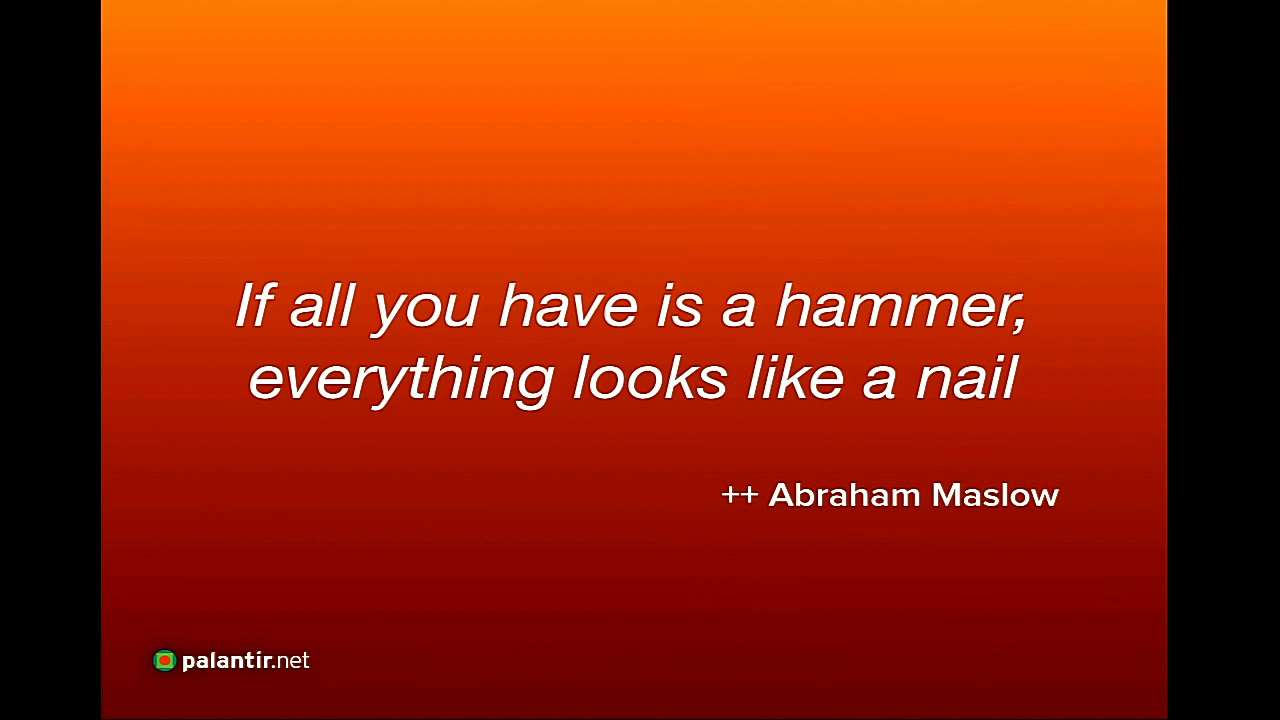 If all you have is a hammer,
everything looks like a nail
++ Abraham Maslow
palantir.net